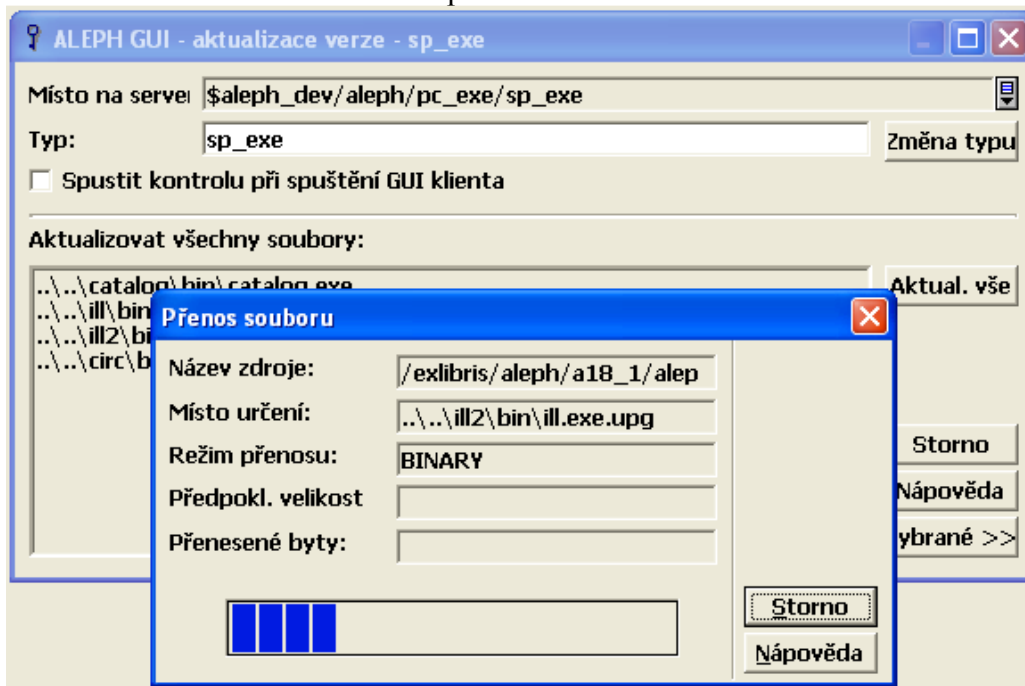 ALEPH GUI - aktualizace verze - sp_exe
Místo na server $aleph_dev/aleph/pc_exe/sp_exe
Typ: sp_exe Změna typu
Spustit kontrolu při spuštění GUI klienta
Aktualizovat všechny soubory:
..\..\catalog\bin\catalog.exe Aktual. vše
..\..\ill\bin
..\..\ill2\bi
..\..\circ\b
Přenos souboru
Název zdroje: /exlibris/aleph/a18_1/alep
Místo určení: ..\..\ill2\bin\ill.exe.upg
Režim přenosu: BINARY
Předpokl. velikost
Přenesené byty:
Storno
Nápověda
Storno
Nápověda
ybrané >>